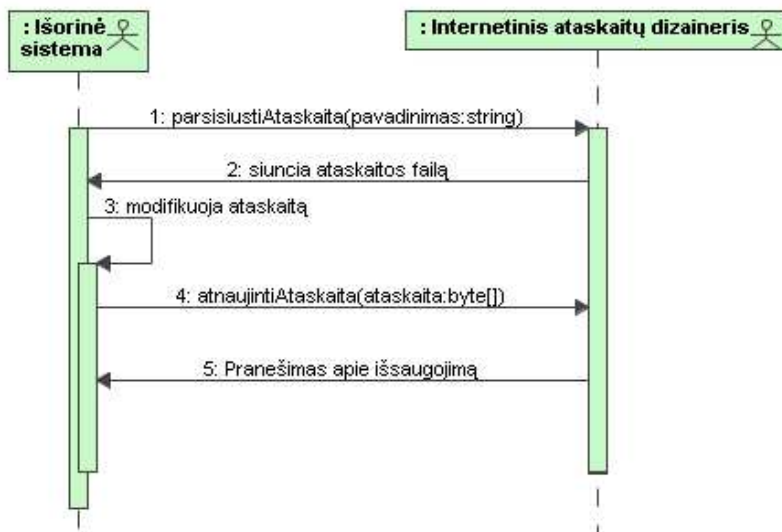 : Išorinė
sistema
: Internetinis ataskaitų dizaineris
1: parsisiustiAtaskaita(pavadinimas:string)
2: siuncia ataskaitos failą
3: modifikuoja ataskaitą
4: atnaujintiAtaskaita(ataskaita:byte[])
5: Pranešimas apie išsaugojimą